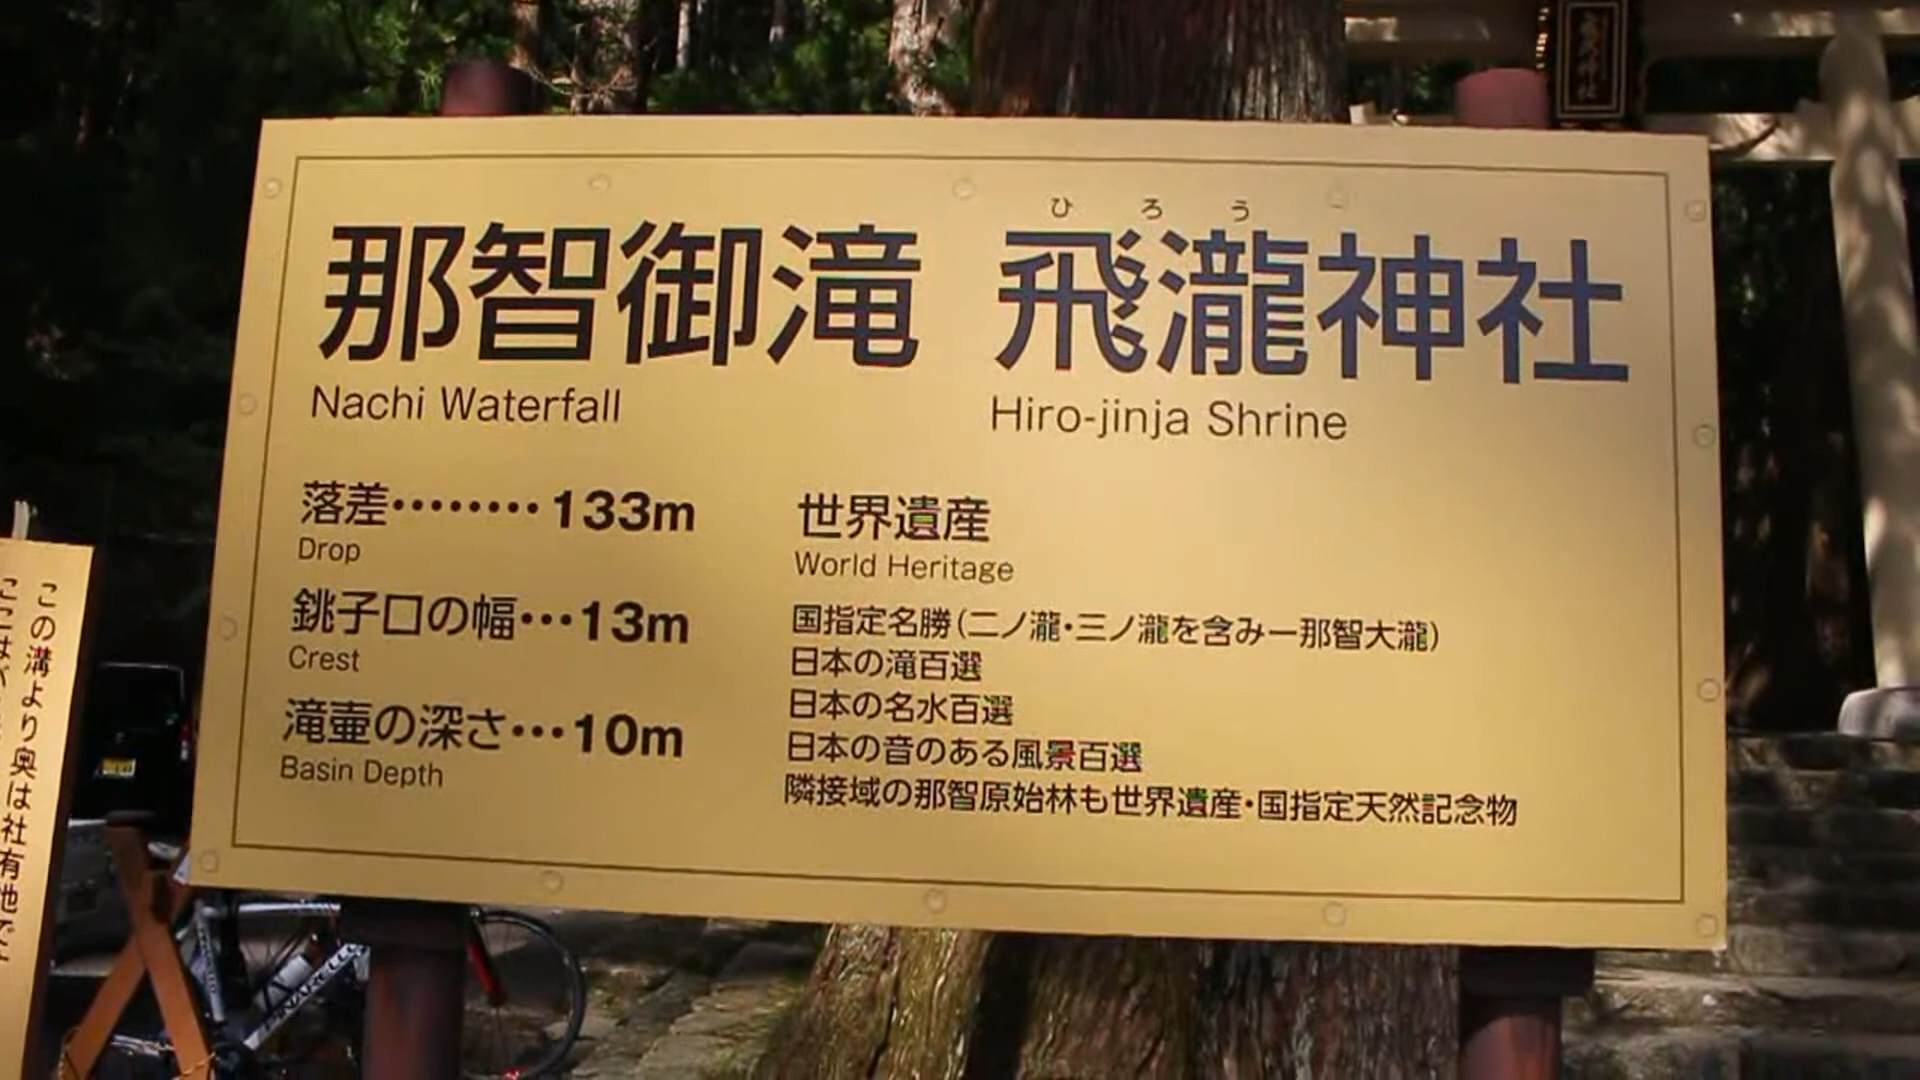 ひろう
那智御滝 飛瀧神社
Nachi Waterfall Hiro-jinja Shrine
落差········133m
Drop
銚子口の幅···13m
Crest
滝壷の深さ···10m
Basin Depth
世界遺産
World Heritage
国指定名勝(二ノ瀧・三ノ瀧を含みー那智大瀧)
日本の滝百選
日本の名水百選
日本の音のある風景百選
隣接域の那智原始林も世界遺産・国指定天然記念物
この溝より奥は社有地で
PINARELLO